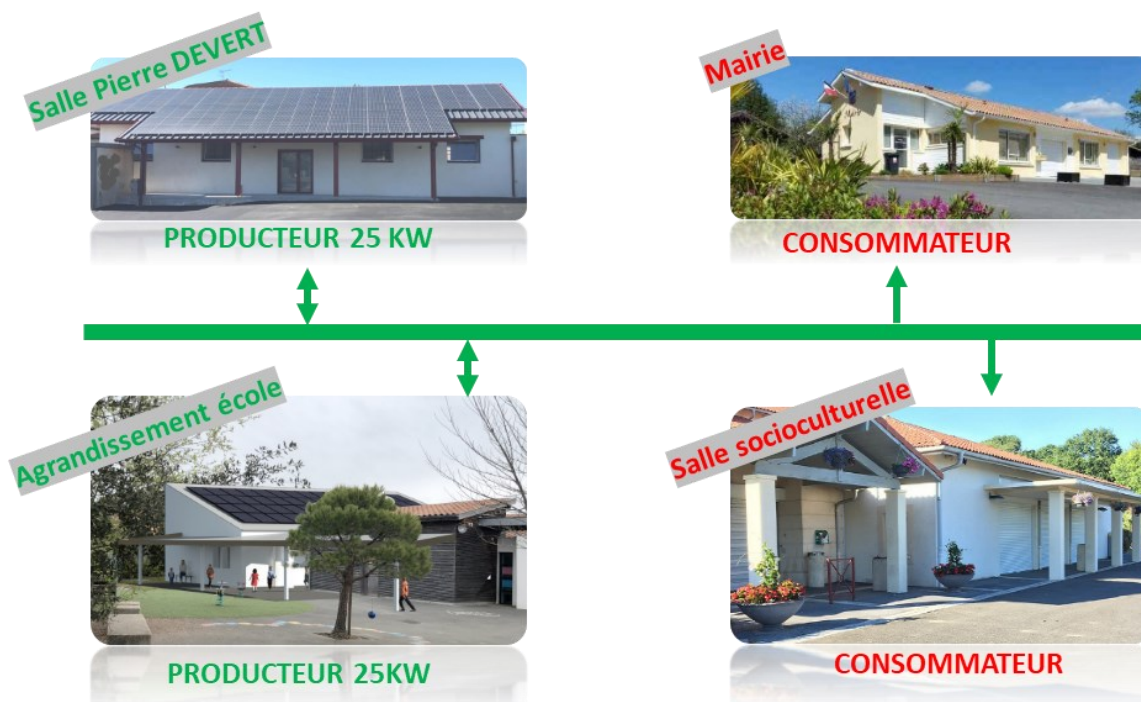 Salle Pierre DEVERT
PRODUCTEUR 25 KW
Mairie
CONSOMMATEUR
Agrandissement école
PRODUCTEUR 25KW
Salle socioculturelle
CONSOMMATEUR